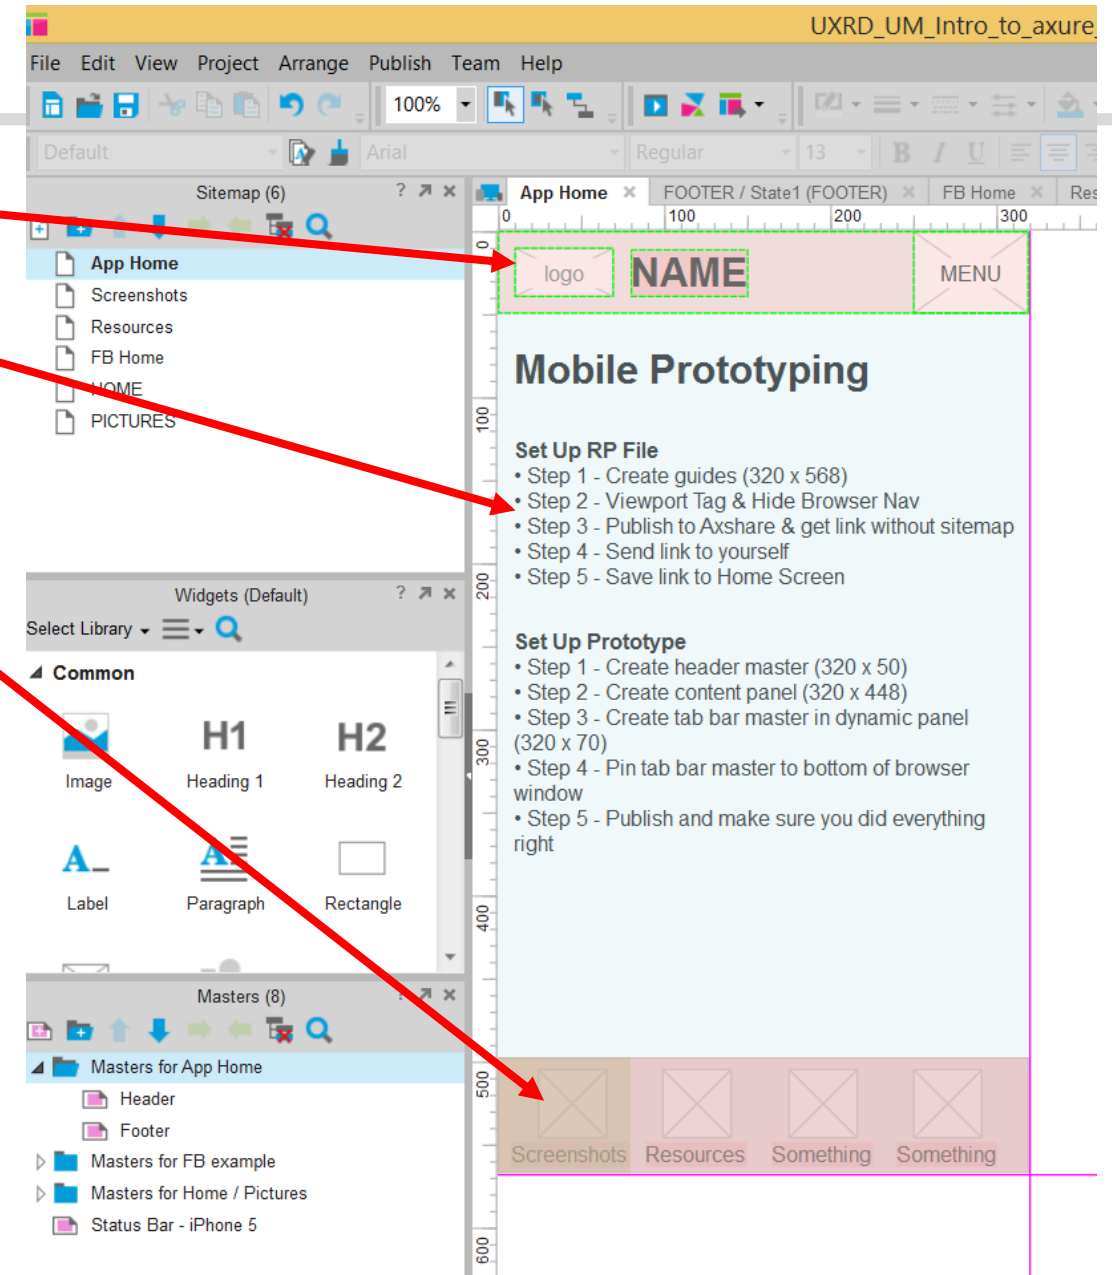 UXRD_UM_Intro_to_axure_
File Edit View Project Arrange Publish Team Help
100%
Default Arial Regular 13 B I U
Sitemap (6) ?
App Home
Screenshots
Resources
FB Home
HOME
PICTURES
App Home FOOTER / State1 (FOOTER) FB Home Res
0 100 200 300
0
100
200
300
400
500
600
logo NAME MENU
Mobile Prototyping
Set Up RP File
• Step 1 - Create guides (320 x 568)
• Step 2 - Viewport Tag & Hide Browser Nav
• Step 3 - Publish to Axshare & get link without sitemap
• Step 4 - Send link to yourself
• Step 5 - Save link to Home Screen
Set Up Prototype
• Step 1 - Create header master (320 x 50)
• Step 2 - Create content panel (320 x 448)
• Step 3 - Create tab bar master in dynamic panel
(320 x 70)
• Step 4 - Pin tab bar master to bottom of browser
window
• Step 5 - Publish and make sure you did everything
right
Screenshots Resources Something Something
Widgets (Default) ?
Select Library
Common
H1 H2
Image Heading 1 Heading 2
A_ A
Label Paragraph Rectangle
Masters (8) ?
Masters for App Home
Header
Footer
Masters for FB example
Masters for Home / Pictures
Status Bar - iPhone 5